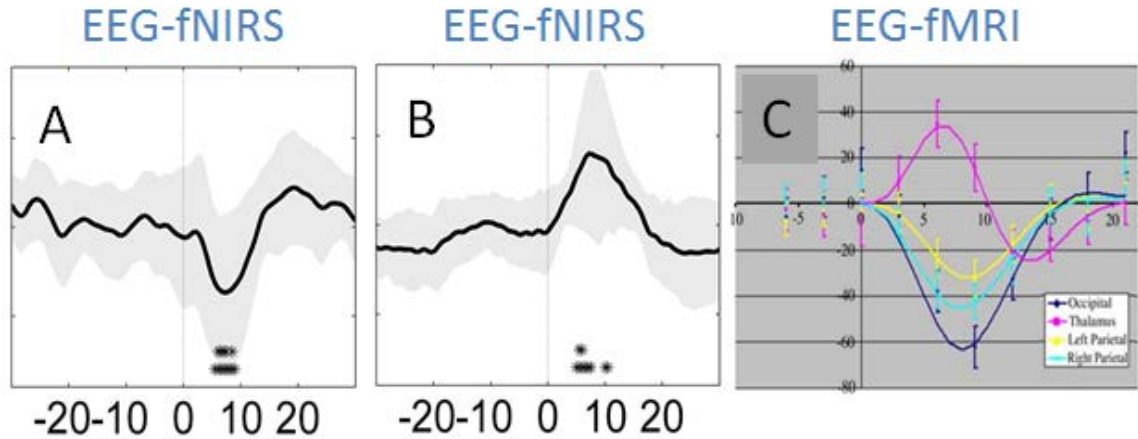 EEG-fNIRS
EEG-fNIRS
EEG-fMRI
A
-20-10 0 10 20
B
-20-10 0 10 20
C
60
40
20
0
-20
-40
-60
-80
10
0
5
10
15
20
Occipital
Thalamus
Left Parietal
Right Parietal